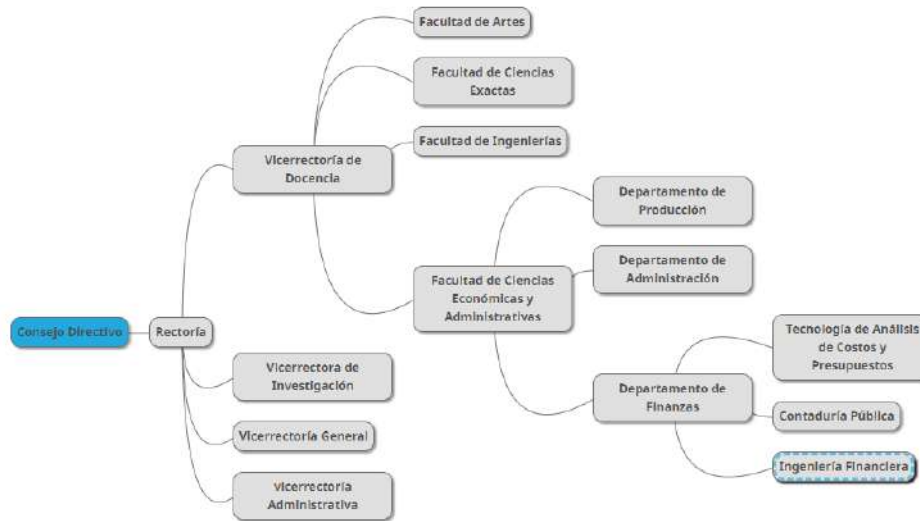 Facultad de Artes
Facultad de Ciencias
Exactas
Facultad de Ingenierías
Vicerrectoría de
Docencia
Departamento de
Producción
Departamento de
Administración
Facultad de Ciencias
Económicas y
Administrativas
Consejo Directivo
Rectoría
Tecnología de Análisis
de Costos y
Presupuestos
Vicerrectora de
Investigación
Departamento de
Finanzas
Contaduría Pública
Vicerrectoría General
Ingeniería Financiera
Vicerrectoría
Administrativa